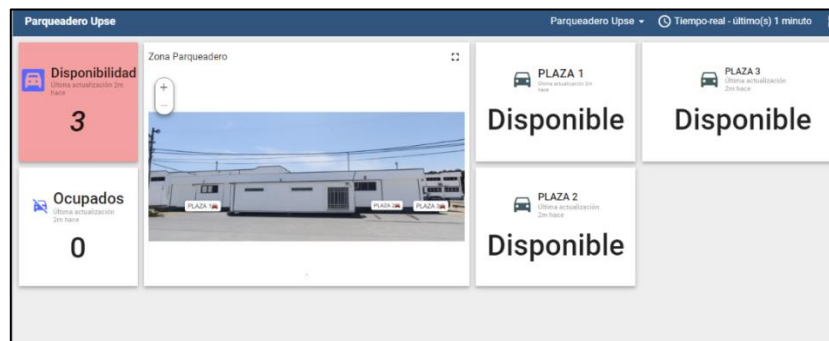 Parqueadero Upse
Parqueadero Upse
Tiempo-real - último(s) 1 minuto
Disponibilidad
Última actualización 2m
hace
3
Ocupados
Última actualización
2m hace
0
Zona Parqueadero
+
−
PLAZA 1
PLAZA 2
PLAZA 3
PLAZA 1
Última actualización 2m
hace
Disponible
PLAZA 2
Última actualización
2m hace
Disponible
PLAZA 3
Última actualización
2m hace
Disponible